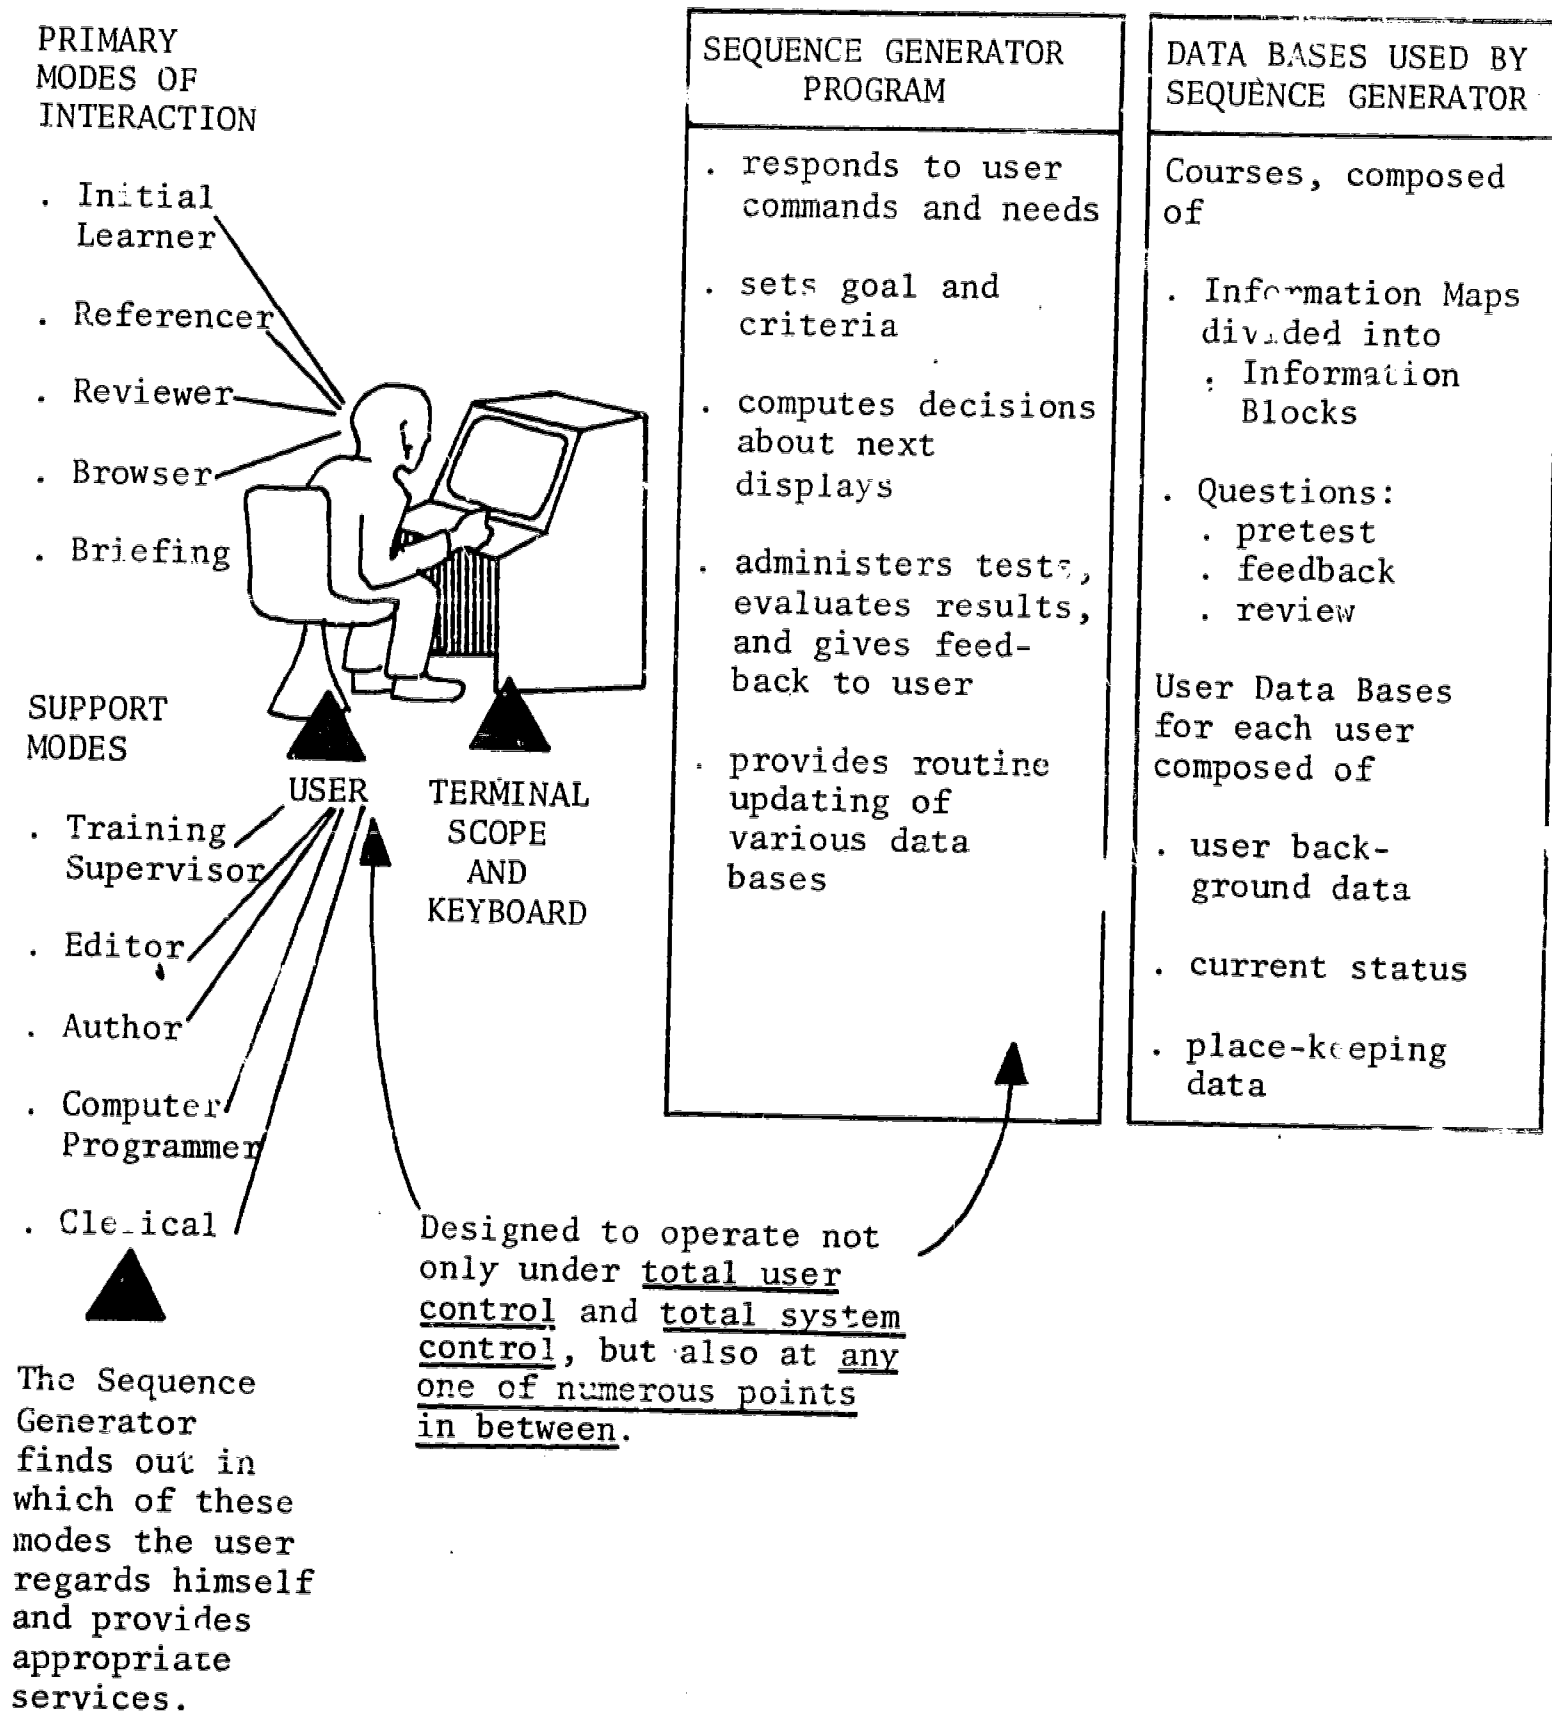 PRIMARY
MODES OF
INTERACTION
. Initial
Learner
. Referencer
. Reviewer
. Browser
. Briefing
SUPPORT
MODES
USER
. Training
Supervisor
. Editor
. Author
. Computer
Programmer
. Clerical
The Sequence
Generator
finds out in
which of these
modes the user
regards himself
and provides
appropriate
services.
TERMINAL
SCOPE
AND
KEYBOARD
Designed to operate not
only under total user
control and total system
control, but also at any
one of numerous points
in between.
SEQUENCE GENERATOR
PROGRAM
. responds to user
commands and needs
. sets goal and
criteria
. computes decisions
about next
displays
. administers tests,
evaluates results,
and gives feed-
back to user
. provides routine
updating of
various data
bases
DATA BASES USED BY
SEQUENCE GENERATOR
Courses, composed
of
. Information Maps
divided into
. Information
Blocks
. Questions:
. pretest
. feedback
. review
User Data Bases
for each user
composed of
. user back-
ground data
. current status
. place-keeping
data